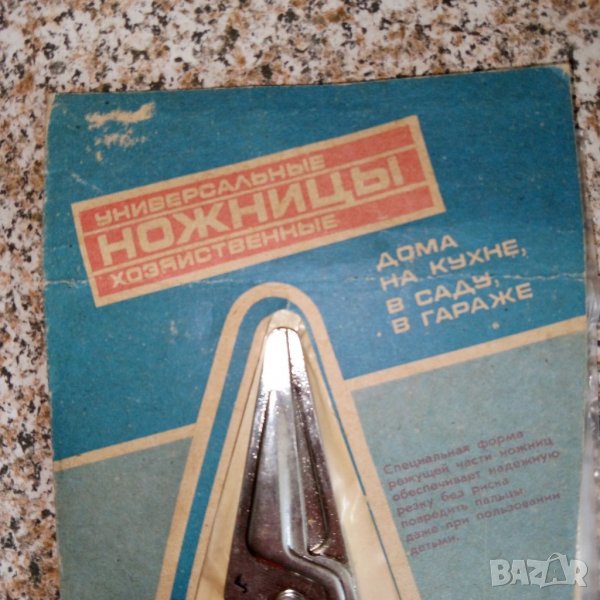 УНИВЕРСАЛЬНЫЕ
НОЖНИЦЫ
ХОЗЯЙСТВЕННЫЕ
ДОМА
НА КУХНЕ,
В САДУ,
В ГАРАЖЕ
Специальная форма
режущей части ножниц
обеспечивает надежную
резку без риска
повредить пальцы,
даже при пользовании
детьми.
BAZAR